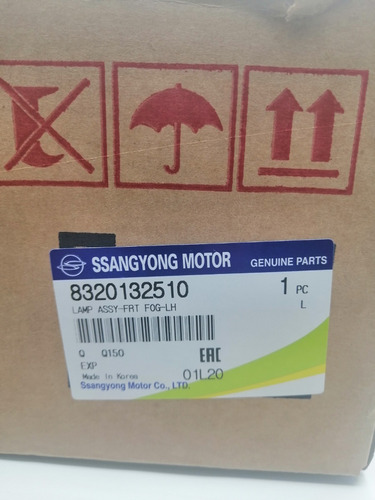 SSANGYONG MOTOR GENUINE PARTS
8320132510 1 PC
LAMP ASSY-FRT FOG-LH L
Q Q150 EAC
EXP
Made In Korea 01L20
Ssangyong Motor Co., LTD.